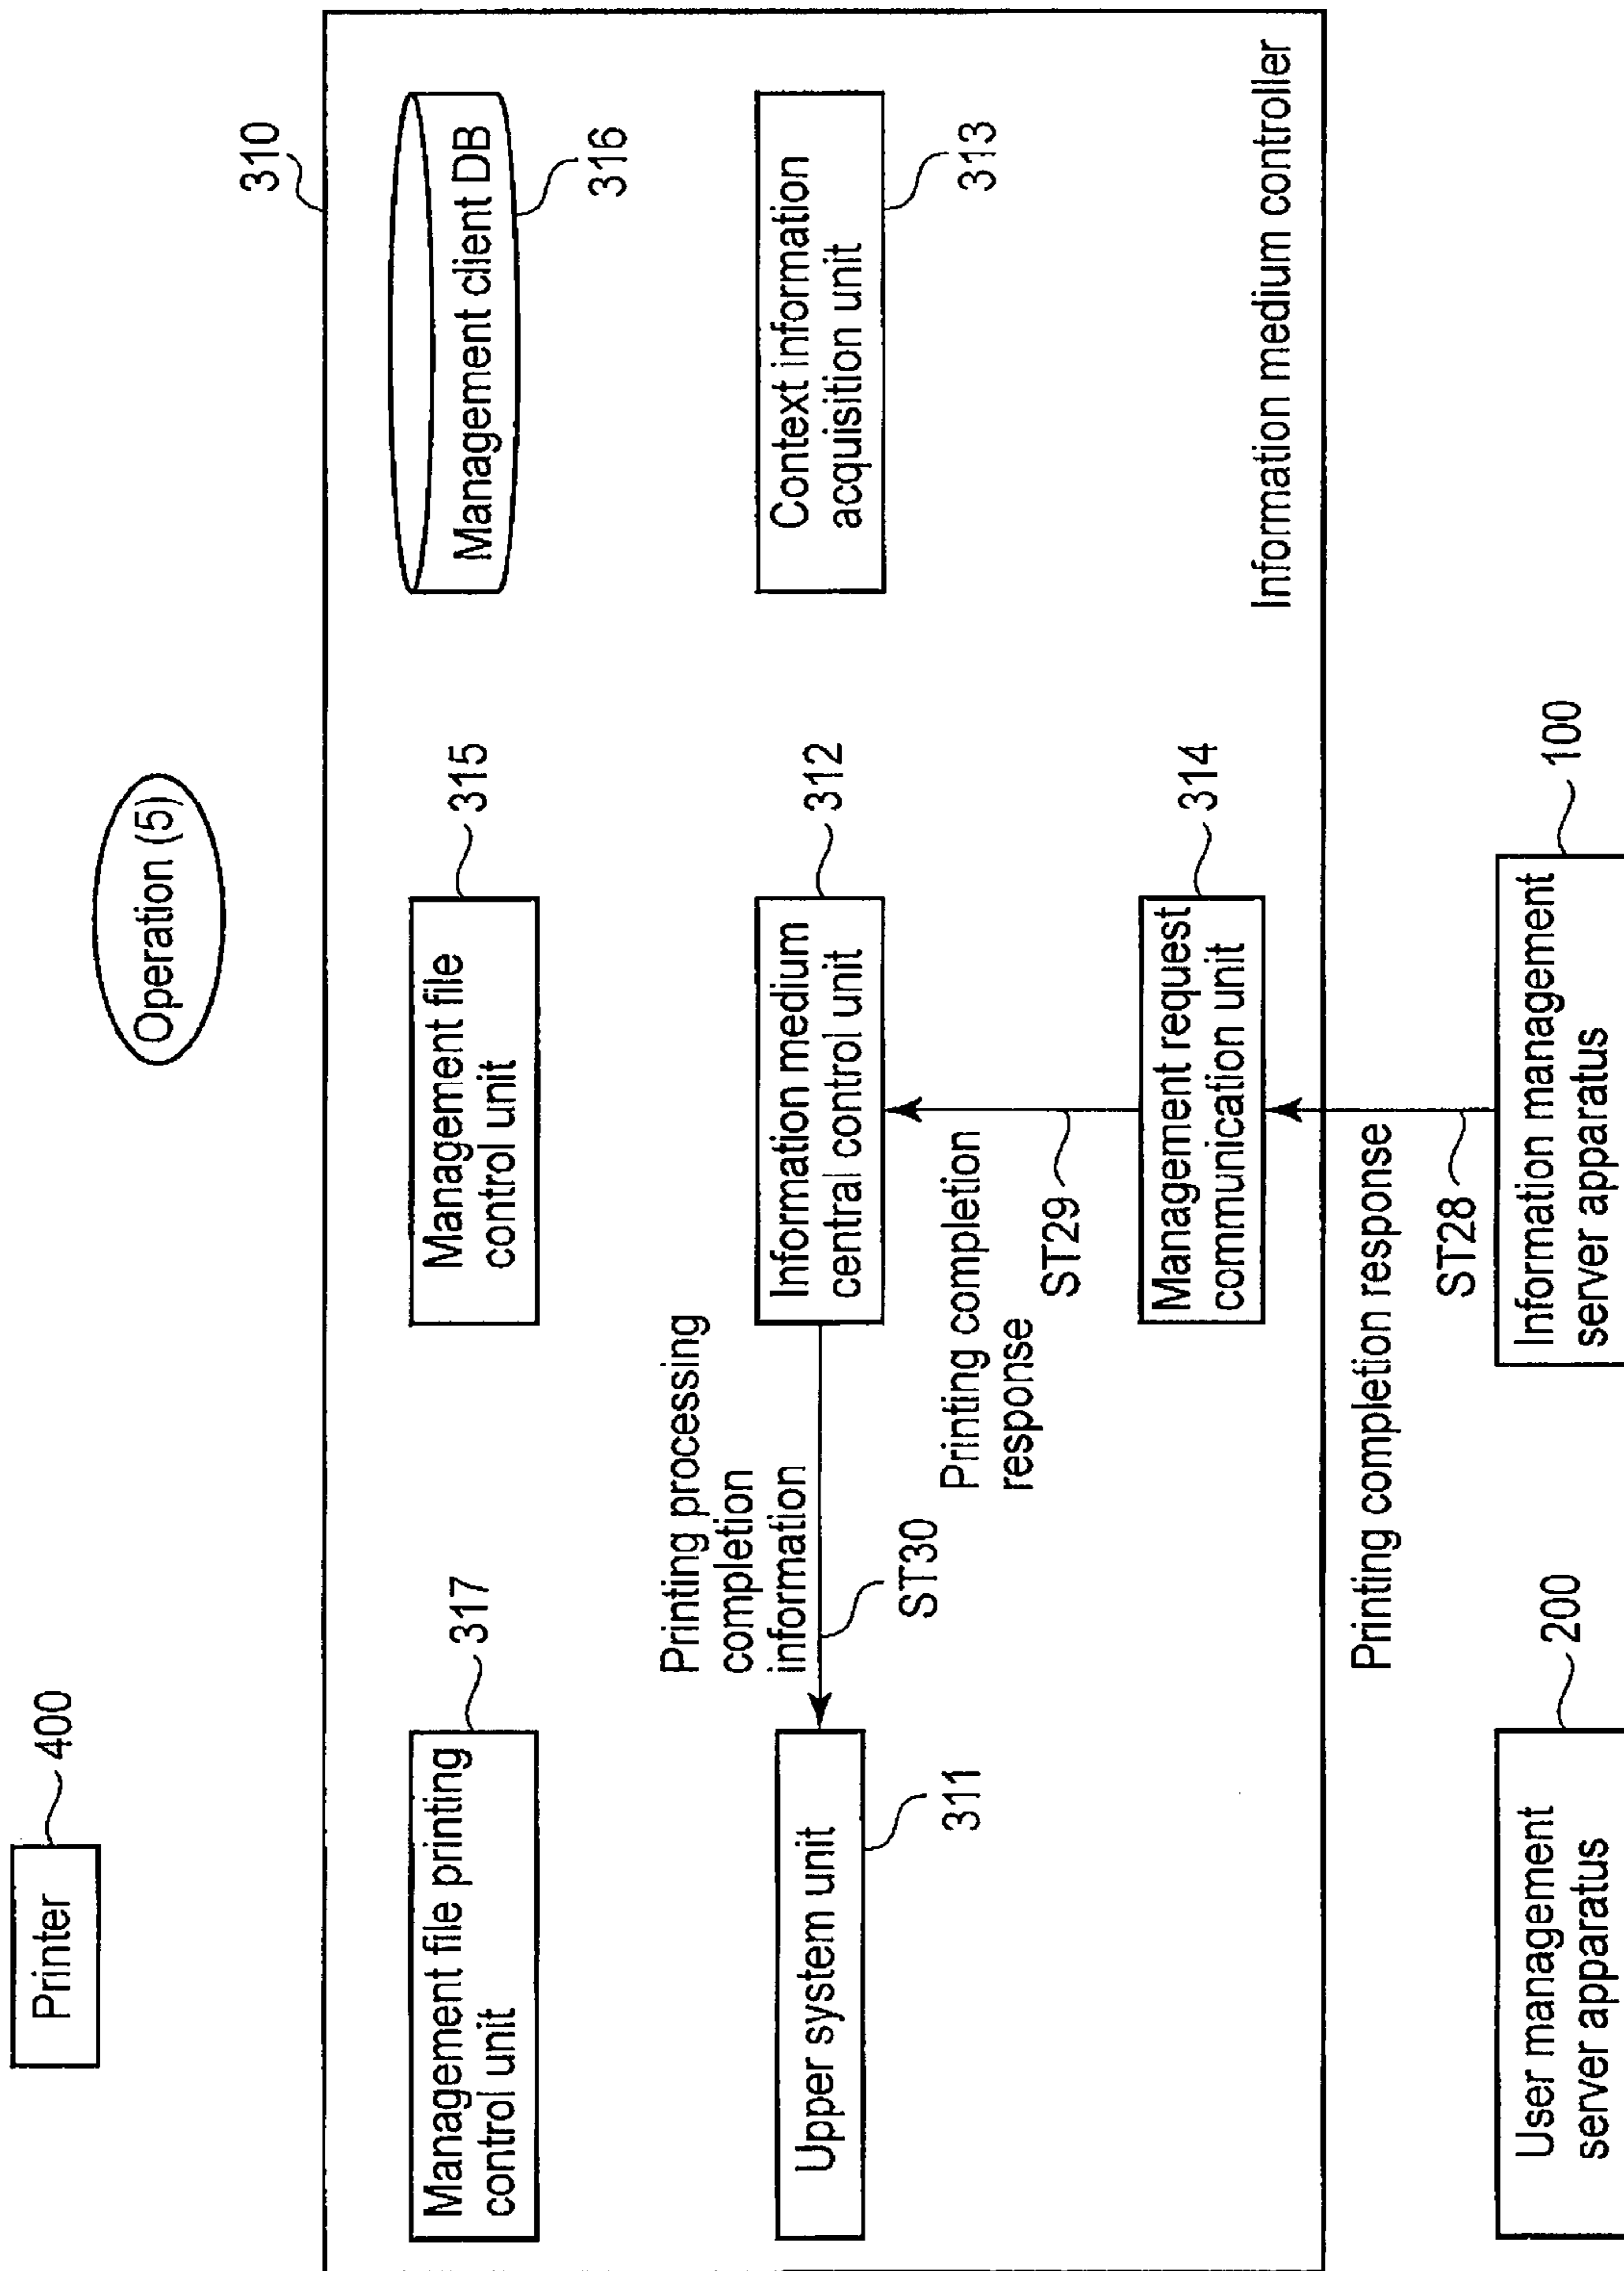 Printer
400
Operation (5)
310
Management file printing
control unit
317
Management file
control unit
315
Management client DB
316
Printing processing
completion
information
ST30
Upper system unit
311
Information medium
central control unit
312
Context information
acquisition unit
313
Printing completion
response
ST29
Management request
communication unit
314
Information medium controller
Printing completion response
ST28
User management
server apparatus
200
Information management
server apparatus
100